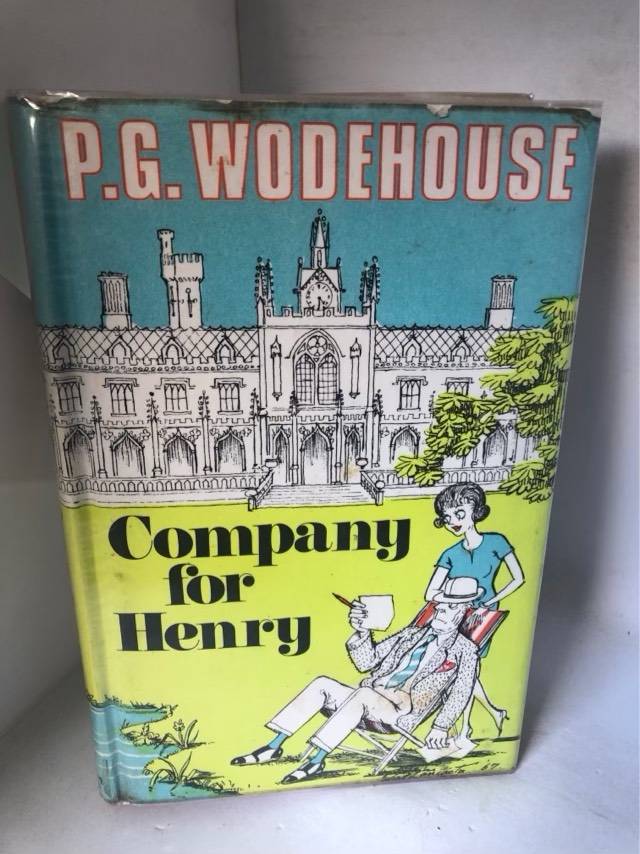 P.G. WODEHOUSE
Company
for
Henry